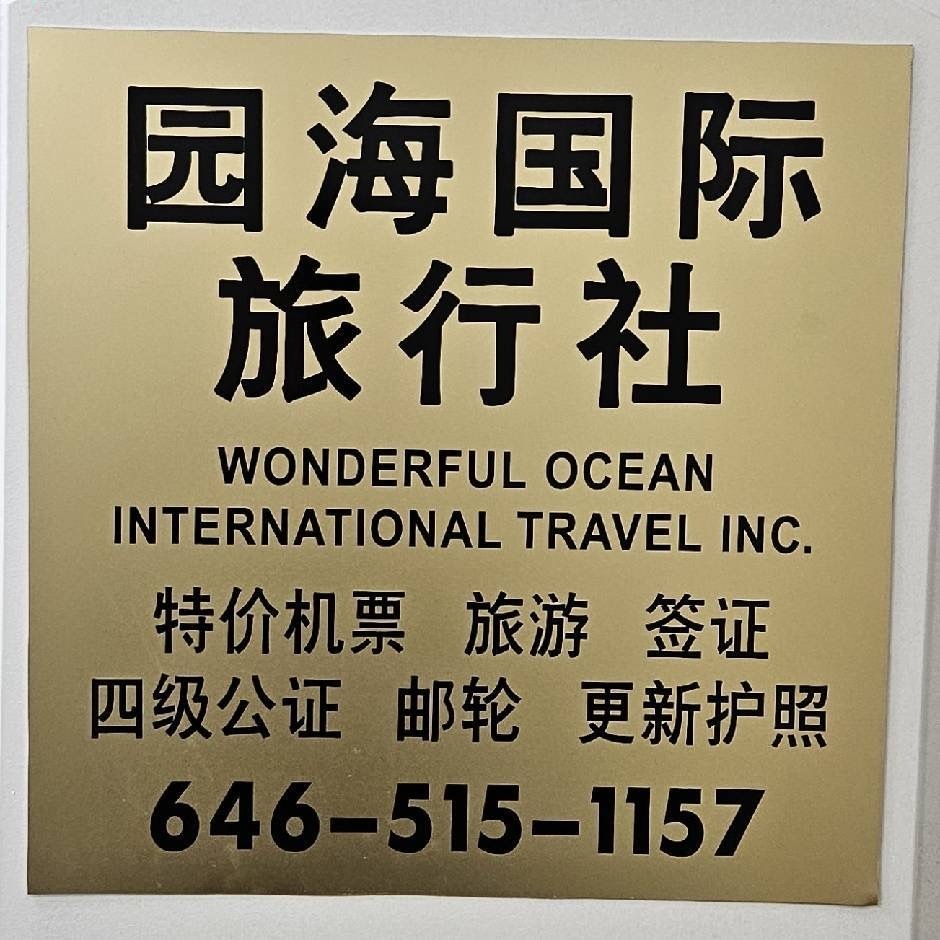 园海国际
旅行社
WONDERFUL OCEAN
INTERNATIONAL TRAVEL INC.
特价机票 旅游 签证
四级公证 邮轮 更新护照
646-515-1157